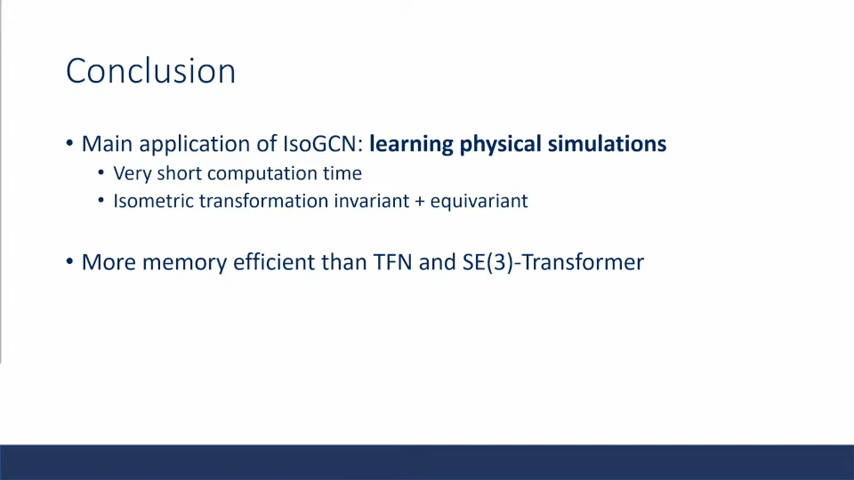 Conclusion
• Main application of IsoGCN: learning physical simulations
• Very short computation time
• Isometric transformation invariant + equivariant
• More memory efficient than TFN and SE(3)-Transformer